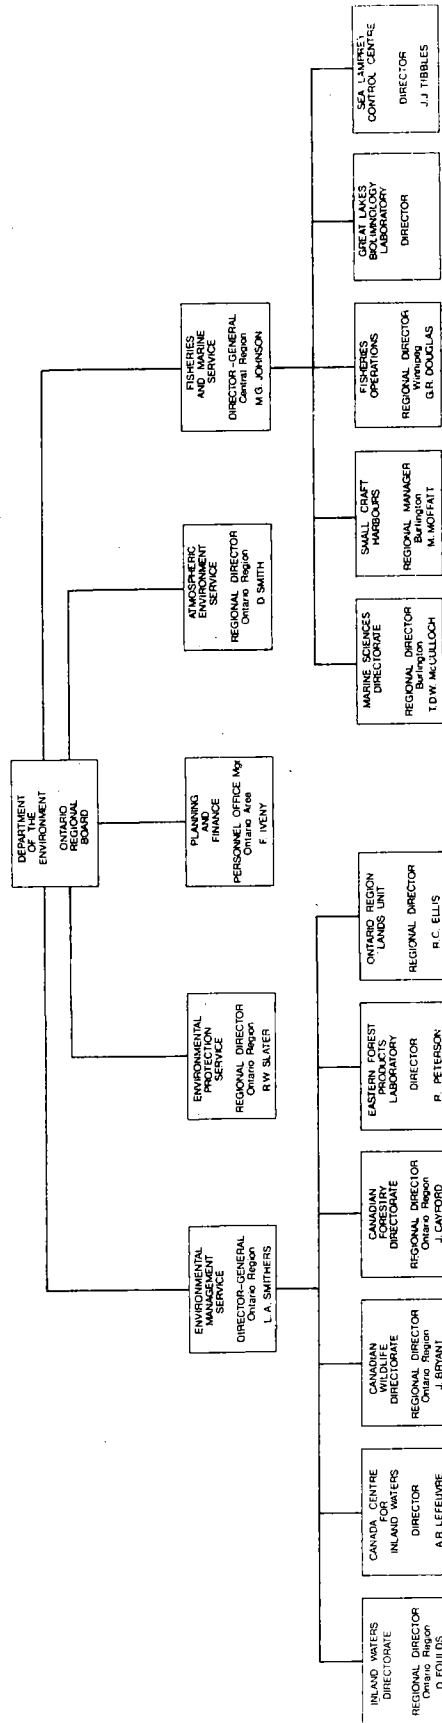 DEPARTMENT
OF THE
ENVIRONMENT
ONTARIO
REGIONAL
BOARD
ENVIRONMENTAL
MANAGEMENT
SERVICE
DIRECTOR-GENERAL
Ontario Region
L.A. SMITHERS
ENVIRONMENTAL
PROTECTION
SERVICE
REGIONAL DIRECTOR
Ontario Region
R.W. SLATER
PLANNING
AND
FINANCE
PERSONNEL OFFICE Mgr
Ontario Area
F. IVENY
ATMOSPHERIC
ENVIRONMENT
SERVICE
REGIONAL DIRECTOR
Ontario Region
D. SMITH
FISHERIES
AND MARINE
SERVICE
DIRECTOR-GENERAL
Central Region
M.G. JOHNSON
INLAND WATERS
DIRECTORATE
REGIONAL DIRECTOR
Ontario Region
D. FOULDS
CANADA CENTRE
FOR
INLAND WATERS
DIRECTOR
A.R. LEFEUVRE
CANADIAN
WILDLIFE
DIRECTORATE
REGIONAL DIRECTOR
Ontario Region
J. BRYANT
CANADIAN
FORESTRY
DIRECTORATE
REGIONAL DIRECTOR
Ontario Region
J. CAYFORD
EASTERN FOREST
PRODUCTS
LABORATORY
DIRECTOR
R. PETERSON
ONTARIO REGION
LANDS UNIT
REGIONAL DIRECTOR
R.C. ELLIS
MARINE SCIENCES
DIRECTORATE
REGIONAL DIRECTOR
Burlington
T.D.W. McCULLOCH
SMALL CRAFT
HARBOURS
REGIONAL MANAGER
Burlington
M. MOFFATT
FISHERIES
OPERATIONS
REGIONAL DIRECTOR
Winnipeg
G.R. DOUGLAS
GREAT LAKES
BIOLIMNOLOGY
LABORATORY
DIRECTOR
SEA LAMPREY
CONTROL CENTRE
DIRECTOR
J.J. TIBBLES